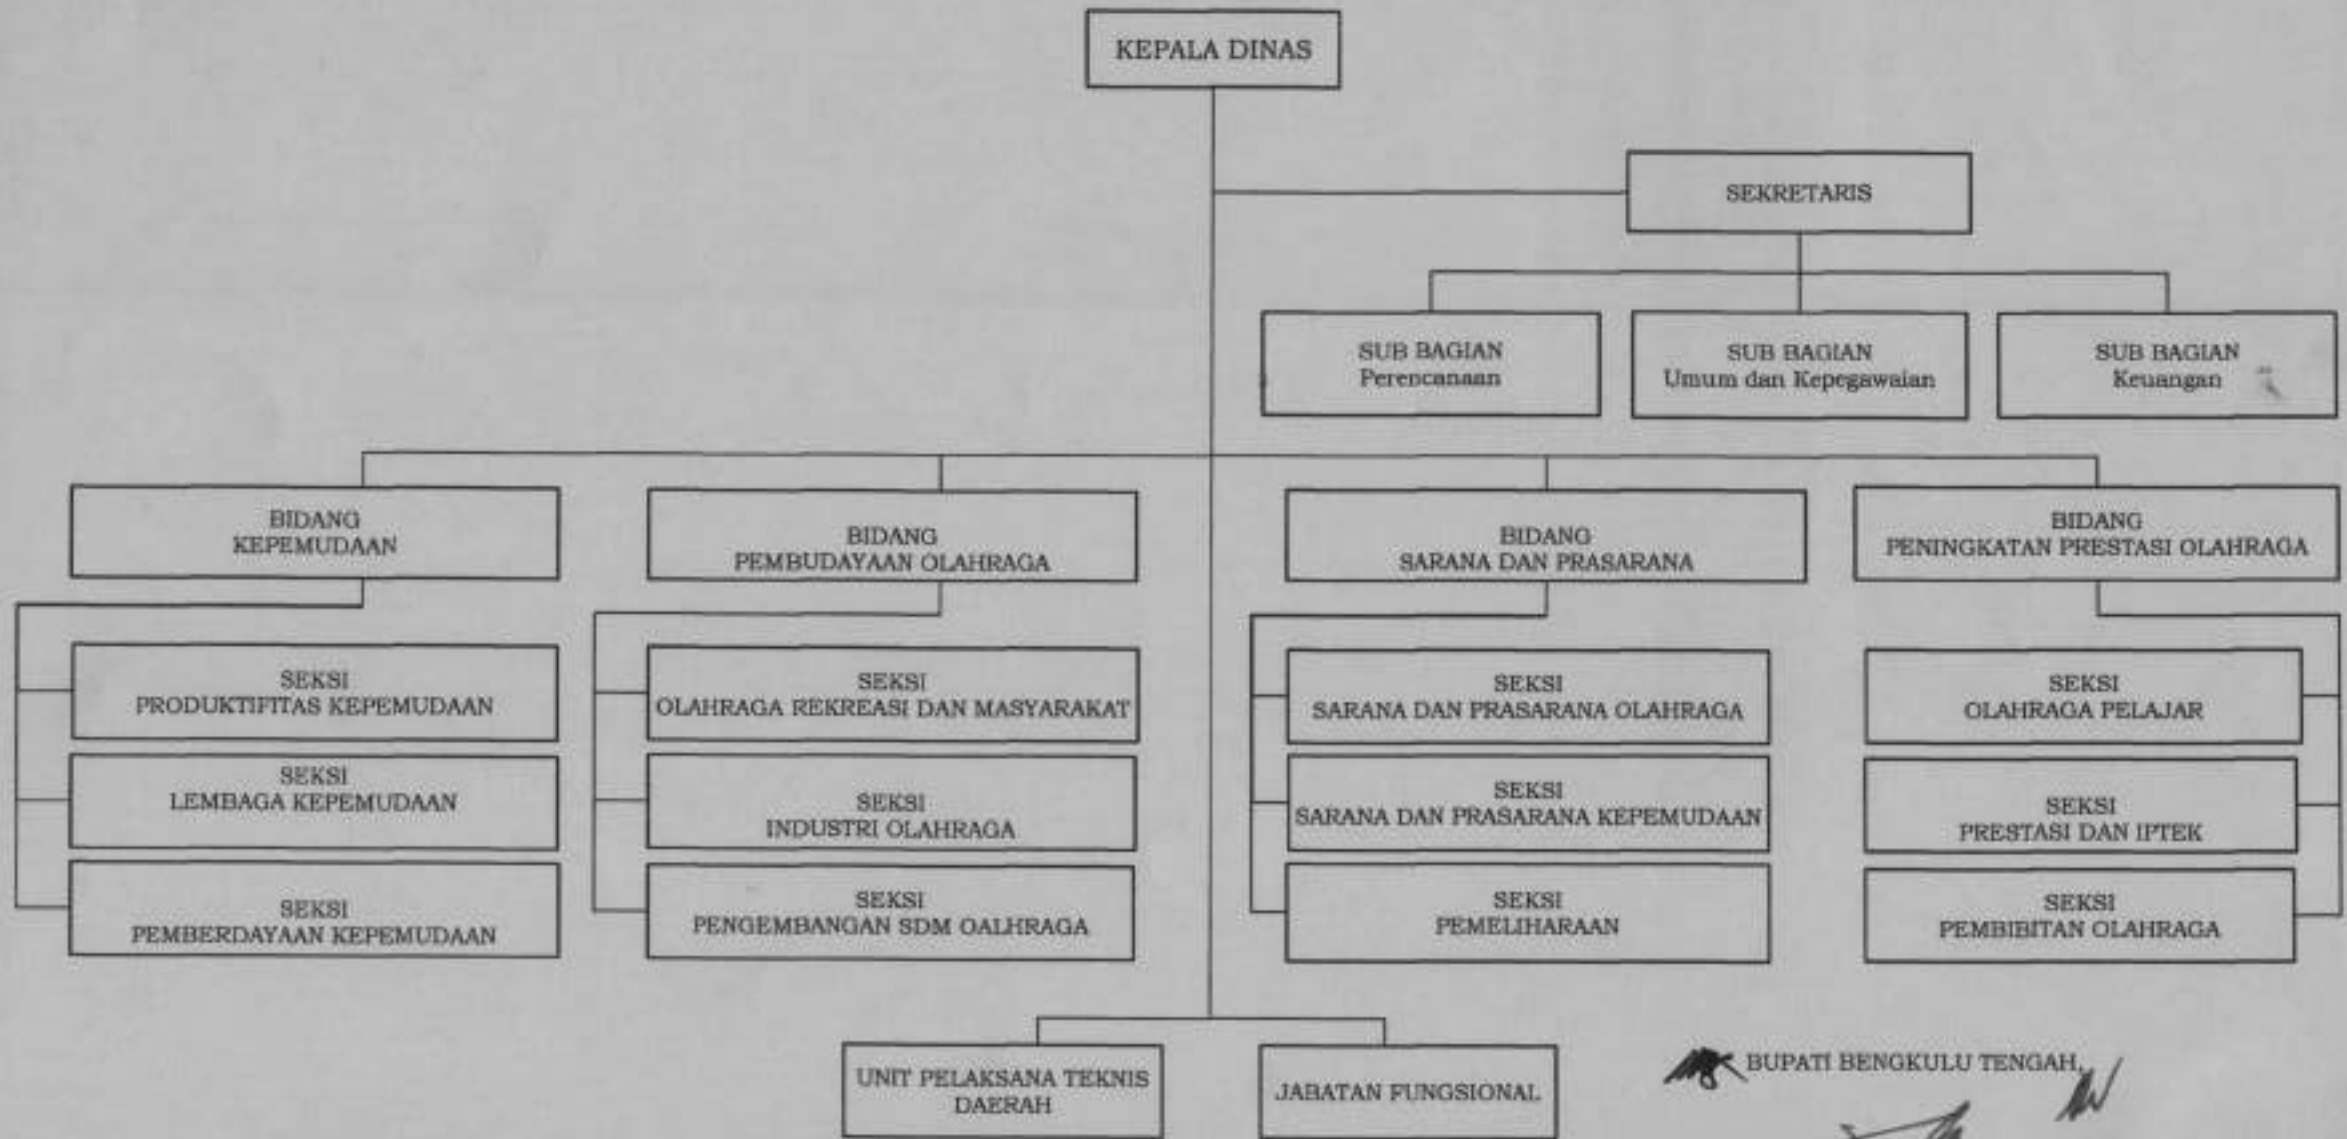 KEPALA DINAS
SEKRETARIS
SUB BAGIAN
Perencanaan
SUB BAGIAN
Umum dan Kepegawaian
SUB BAGIAN
Keuangan
BIDANG
KEPEMUDAAN
BIDANG
PEMBUDAYAAN OLAHRAGA
BIDANG
SARANA DAN PRASARANA
BIDANG
PENINGKATAN PRESTASI OLAHRAGA
SEKSI
PRODUKTIFITAS KEPEMUDAAN
SEKSI
OLAHRAGA REKREASI DAN MASYARAKAT
SEKSI
SARANA DAN PRASARANA OLAHRAGA
SEKSI
OLAHRAGA PELAJAR
SEKSI
LEMBAGA KEPEMUDAAN
SEKSI
INDUSTRI OLAHRAGA
SEKSI
SARANA DAN PRASARANA KEPEMUDAAN
SEKSI
PRESTASI DAN IPTEK
SEKSI
PEMBERDAYAAN KEPEMUDAAN
SEKSI
PENGEMBANGAN SDM OALHRAGA
SEKSI
PEMELIHARAAN
SEKSI
PEMBIBITAN OLAHRAGA
UNIT PELAKSANA TEKNIS
DAERAH
JABATAN FUNGSIONAL
BUPATI BENGKULU TENGAH,